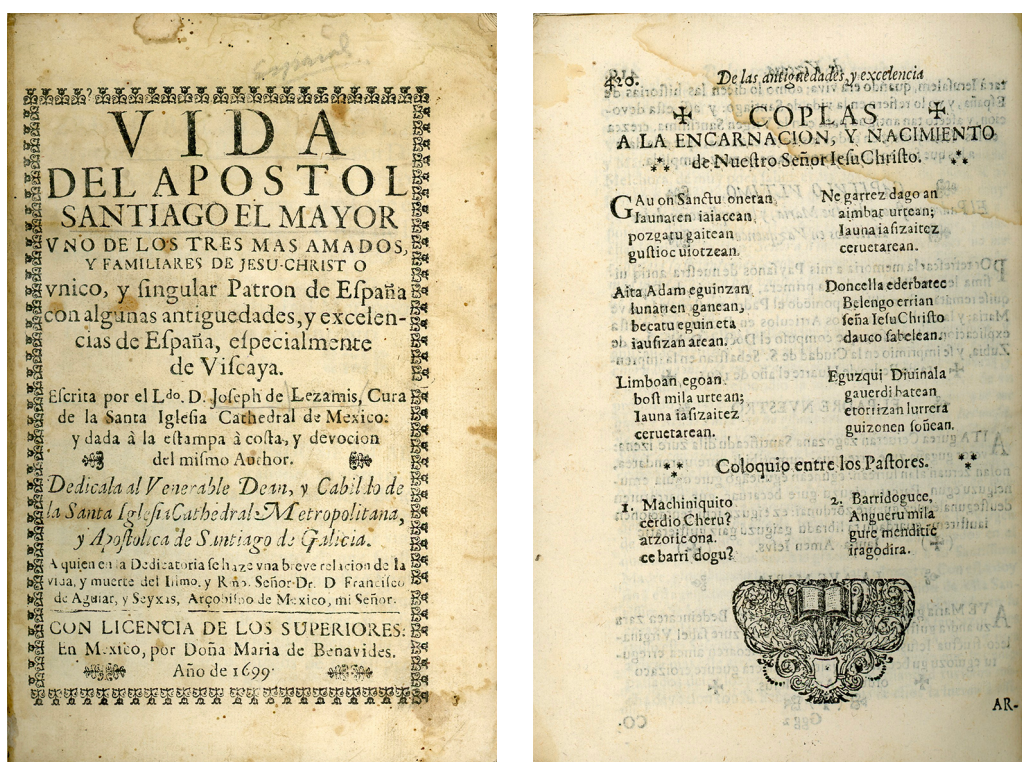 VIDA
DEL APOSTOL
SANTIAGO EL MAYOR
VNO DE LOS TRES MAS AMADOS,
Y FAMILIARES DE JESU-CHRISTO
vnico, y ſingular Patron de Eſpaña
con algunas antiguedades, y excelen-
cias de Eſpaña, eſpecialmente
de Viſcaya.
Eſcrita por el Ldo. D. Joſeph de Lezamis, Cura
de la Santa Igleſia Cathedral de Mexico:
y dada à la eſtampa à coſta, y devocion
del miſmo Author.
Dedicala al Venerable Dean, y Cabildo de
la Santa Igleſia Cathedral Metropolitana,
y Apoſtolica de Santiago de Galicia.
A quien en la Dedicatoria ſe haze vna breve relacion de la
vida, y muerte del Illmo. y Rmo. Señor Dr. D Franciſco
de Aguiar, y Seyxas, Arçobiſpo de Mexico, mi Señor.
CON LICENCIA DE LOS SUPERIORES:
En Mexico, por Doña Maria de Benavides.
Año de 1699.
420. De las antiguedades, y excelencia
COPLAS
A LA ENCARNACION, Y NACIMIENTO
de Nueſtro Señor IeſuChriſto.
GAu on Sanctu onetan
Iaunaren iaiacean,
pozgatu gaitean
guſtioc viotzean.
Aita Adam eguinzan
lunaren ganean,
becatu eguin eta
iauſizan arean.
Limboan egoan
boſt mila urtean;
Iauna iaſizaitez
ceruetarean.
Ne garrez dago an
aimbat urtean;
Iauna iaſizaitez
ceruetarean.
Doncella ederbatec
Belengo errian
ſeña IeſuChriſto
dauco ſabelean.
Eguzqui Diuinala
gauerdi batean
etorrizan lurrera
guizonen ſoñean.
Coloquio entre los Paſtores.
1. Machiniquito
cerdio Cheru?
atzoric ona.
ce barri dogu?
2. Barridoguce,
Angueru mila
gure menditic
iragodira.
AR-